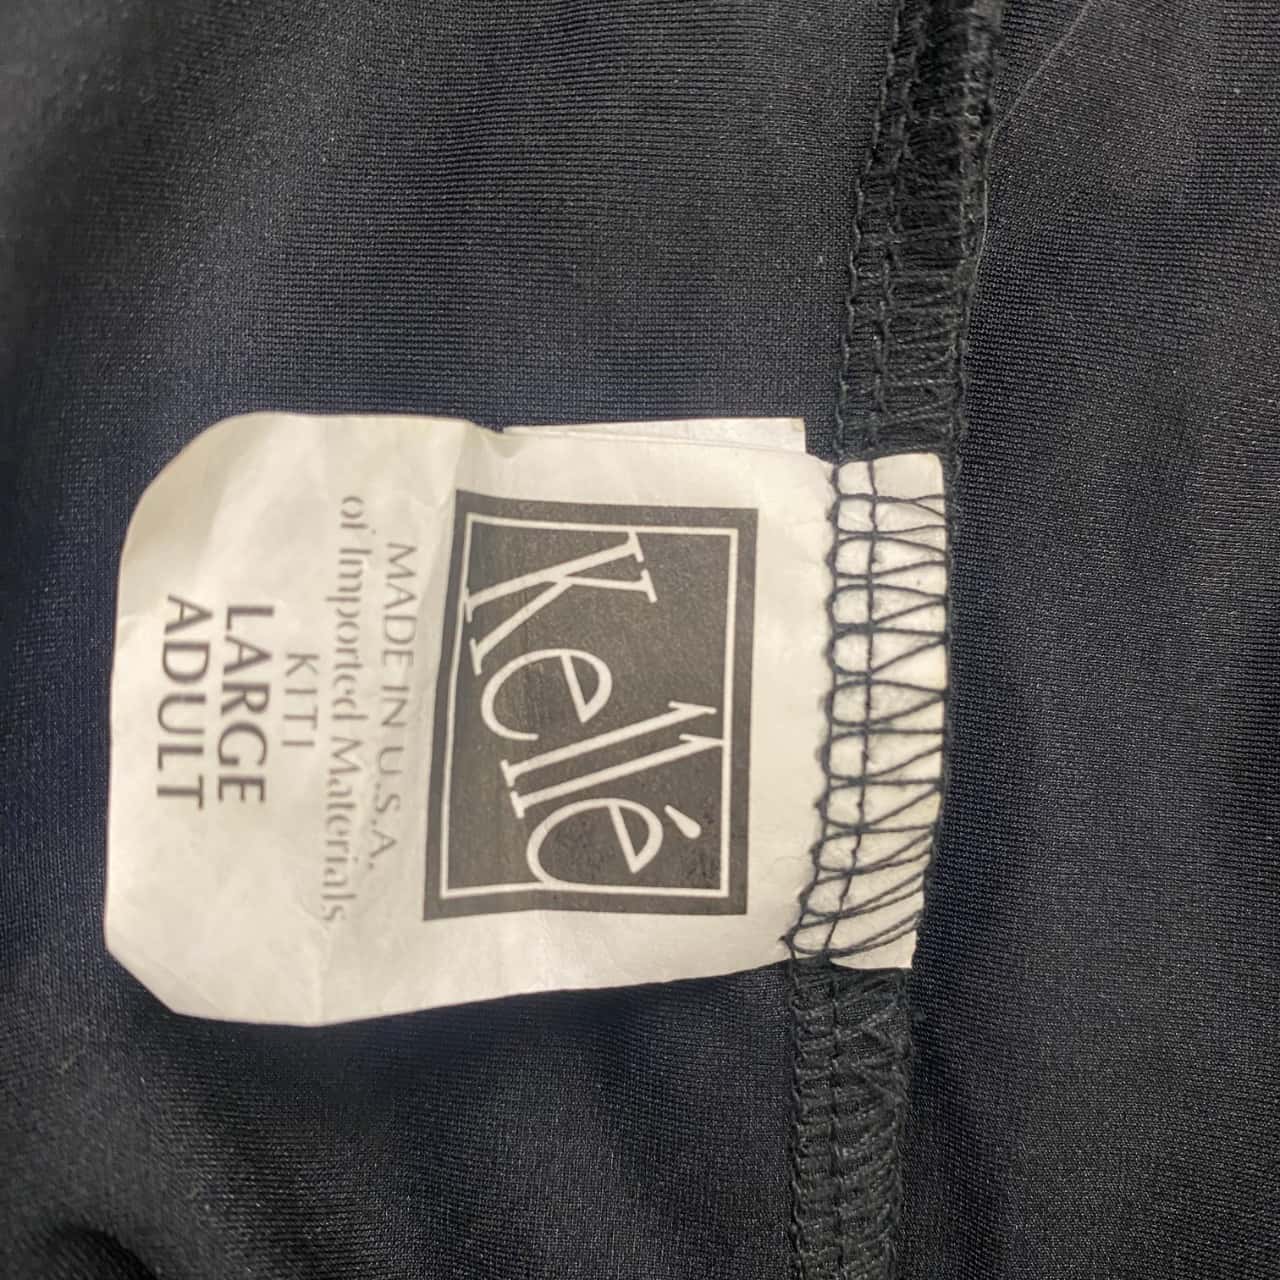 Kellé
MADE IN U.S.A.
of Imported Materials
KITI
LARGE
ADULT